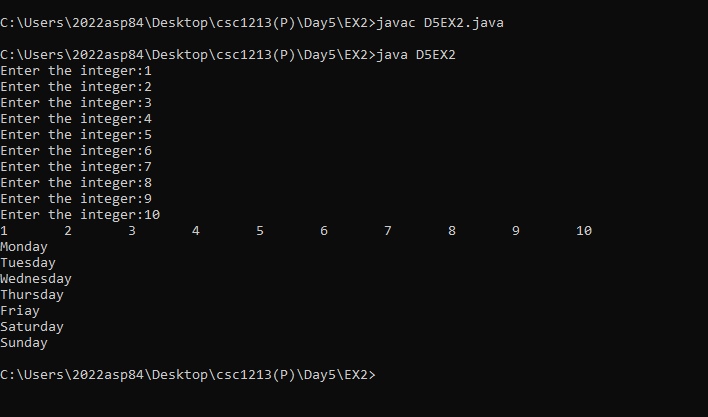 C:\Users\2022asp84\Desktop\csc1213(P)\Day5\EX2>javac D5EX2.java
C:\Users\2022asp84\Desktop\csc1213(P)\Day5\EX2>java D5EX2
Enter the integer:1
Enter the integer:2
Enter the integer:3
Enter the integer:4
Enter the integer:5
Enter the integer:6
Enter the integer:7
Enter the integer:8
Enter the integer:9
Enter the integer:10
1 2 3 4 5 6 7 8 9 10
Monday
Tuesday
Wednesday
Thursday
Friay
Saturday
Sunday
C:\Users\2022asp84\Desktop\csc1213(P)\Day5\EX2>